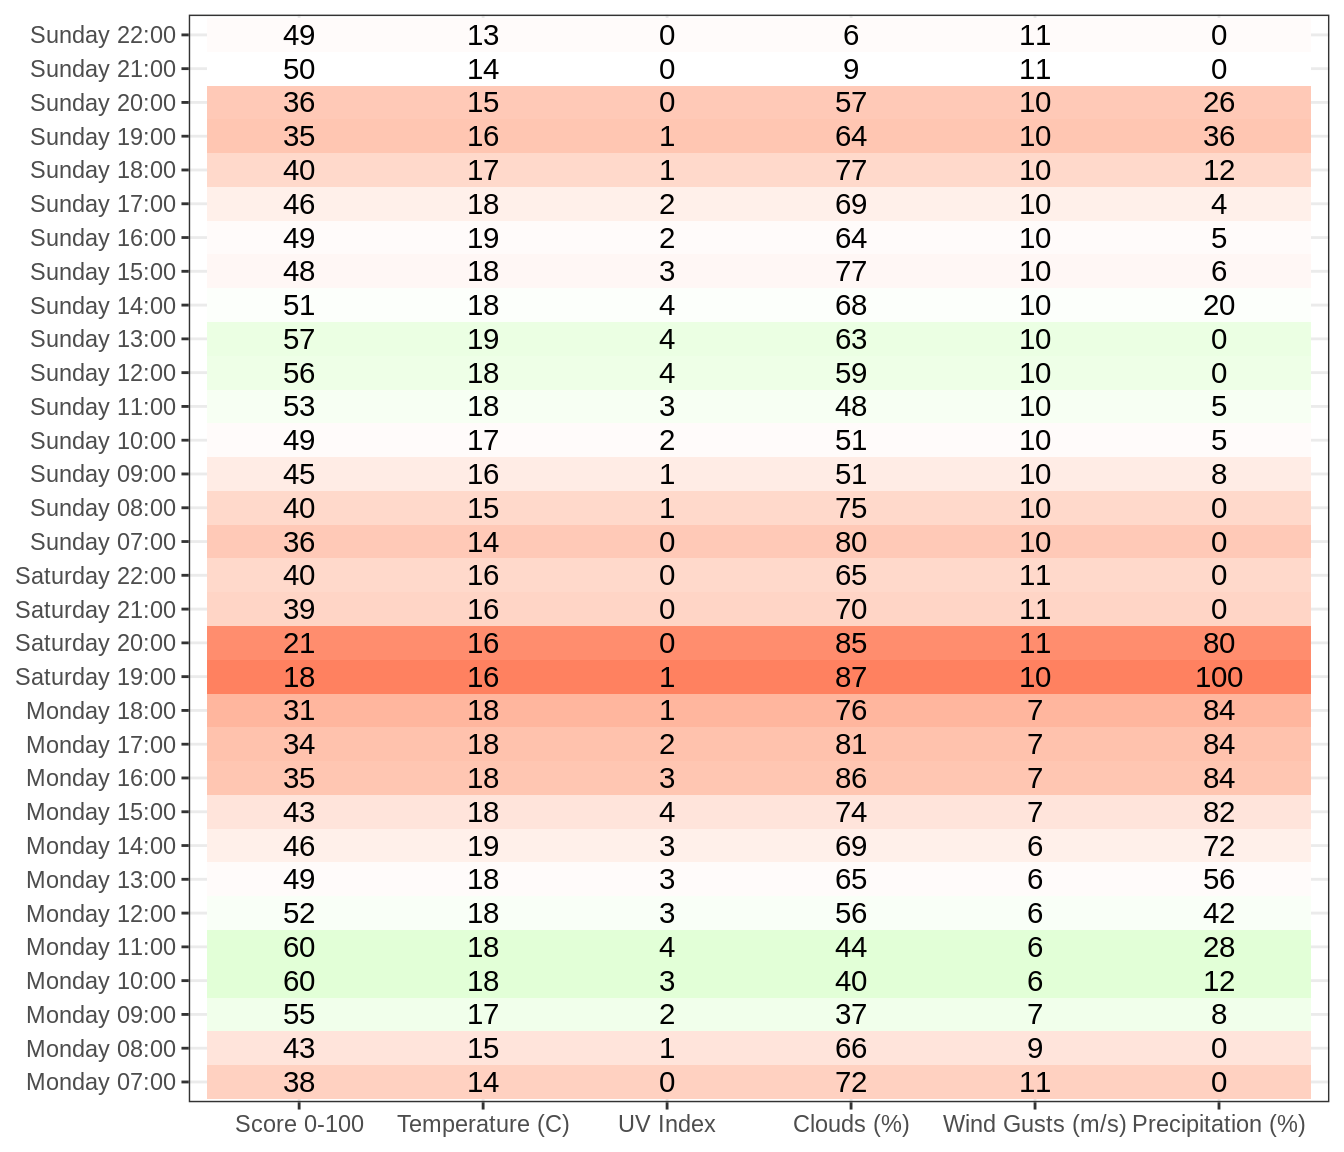 Sunday 22:00 49 13 0 6 11 0
Sunday 21:00 50 14 0 9 11 0
Sunday 20:00 36 15 0 57 10 26
Sunday 19:00 35 16 1 64 10 36
Sunday 18:00 40 17 1 77 10 12
Sunday 17:00 46 18 2 69 10 4
Sunday 16:00 49 19 2 64 10 5
Sunday 15:00 48 18 3 77 10 6
Sunday 14:00 51 18 4 68 10 20
Sunday 13:00 57 19 4 63 10 0
Sunday 12:00 56 18 4 59 10 0
Sunday 11:00 53 18 3 48 10 5
Sunday 10:00 49 17 2 51 10 5
Sunday 09:00 45 16 1 51 10 8
Sunday 08:00 40 15 1 75 10 0
Sunday 07:00 36 14 0 80 10 0
Saturday 22:00 40 16 0 65 11 0
Saturday 21:00 39 16 0 70 11 0
Saturday 20:00 21 16 0 85 11 80
Saturday 19:00 18 16 1 87 10 100
Monday 18:00 31 18 1 76 7 84
Monday 17:00 34 18 2 81 7 84
Monday 16:00 35 18 3 86 7 84
Monday 15:00 43 18 4 74 7 82
Monday 14:00 46 19 3 69 6 72
Monday 13:00 49 18 3 65 6 56
Monday 12:00 52 18 3 56 6 42
Monday 11:00 60 18 4 44 6 28
Monday 10:00 60 18 3 40 6 12
Monday 09:00 55 17 2 37 7 8
Monday 08:00 43 15 1 66 9 0
Monday 07:00 38 14 0 72 11 0
Score 0-100 Temperature (C) UV Index Clouds (%) Wind Gusts (m/s) Precipitation (%)